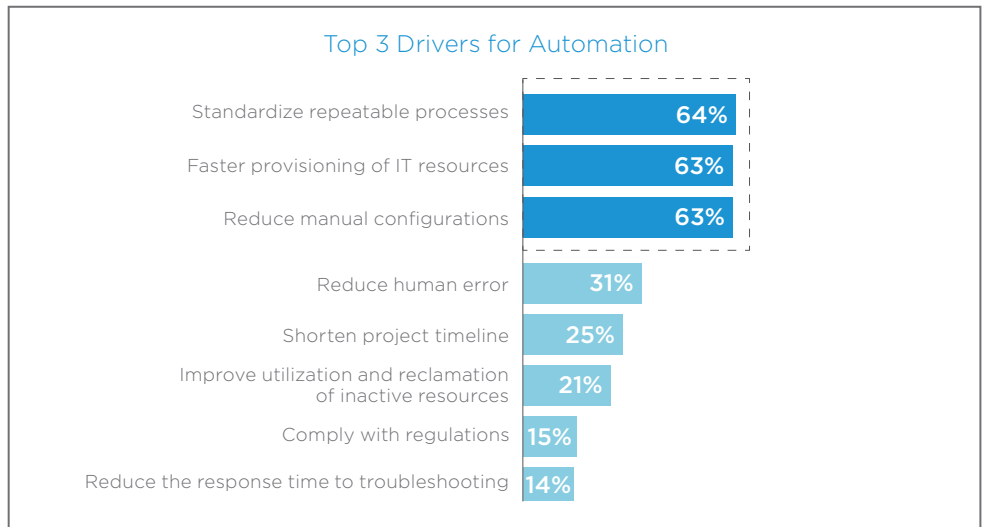 Top 3 Drivers for Automation
Standardize repeatable processes 64%
Faster provisioning of IT resources 63%
Reduce manual configurations 63%
Reduce human error 31%
Shorten project timeline 25%
Improve utilization and reclamation
of inactive resources 21%
Comply with regulations 15%
Reduce the response time to troubleshooting 14%